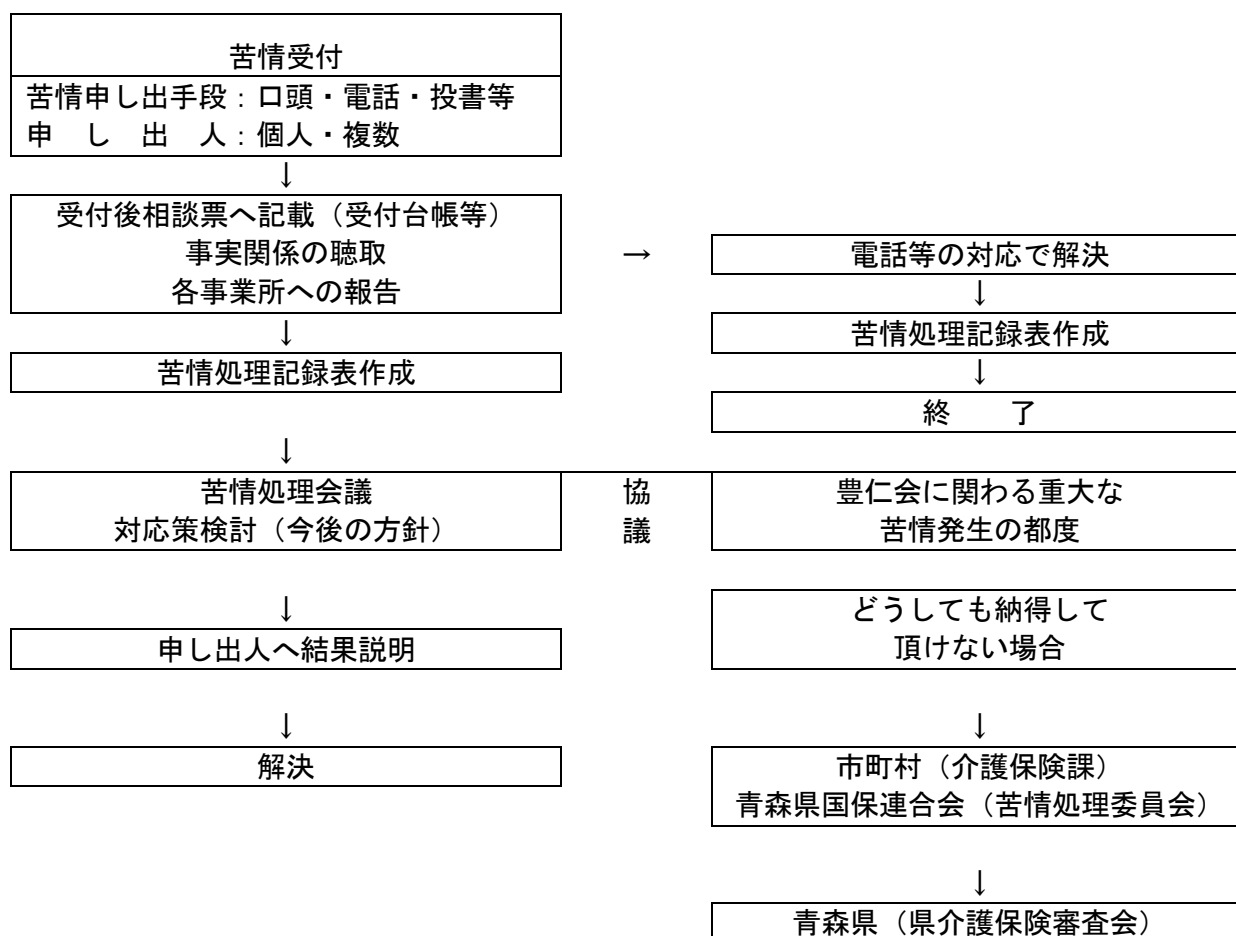 苦情受付
苦情申し出手段：口頭・電話・投書等
申　し　出　人：個人・複数
↓
受付後相談票へ記載（受付台帳等）
事実関係の聴取
各事業所への報告
→
電話等の対応で解決
↓
苦情処理記録表作成
↓
終　　了
↓
苦情処理記録表作成
↓
苦情処理会議
対応策検討（今後の方針）
協
議
豊仁会に関わる重大な
苦情発生の都度
↓
申し出人へ結果説明
↓
解決
どうしても納得して
頂けない場合
↓
市町村（介護保険課）
青森県国保連合会（苦情処理委員会）
↓
青森県（県介護保険審査会）